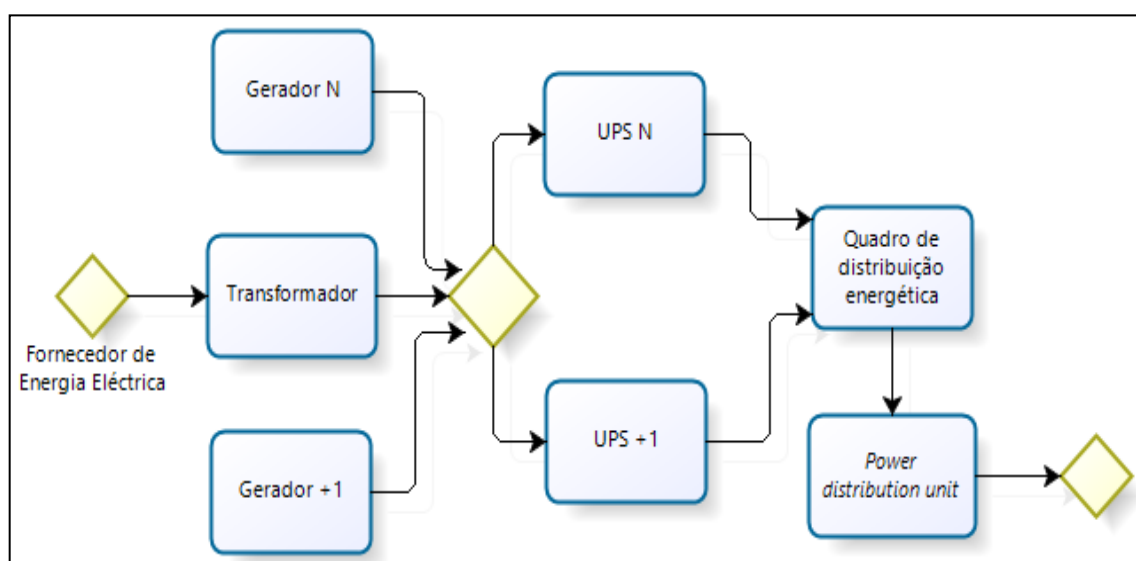 Gerador N
UPS N
Quadro de
distribuição
energética
Transformador
Fornecedor de
Energia Eléctrica
Gerador +1
UPS +1
Power
distribution unit